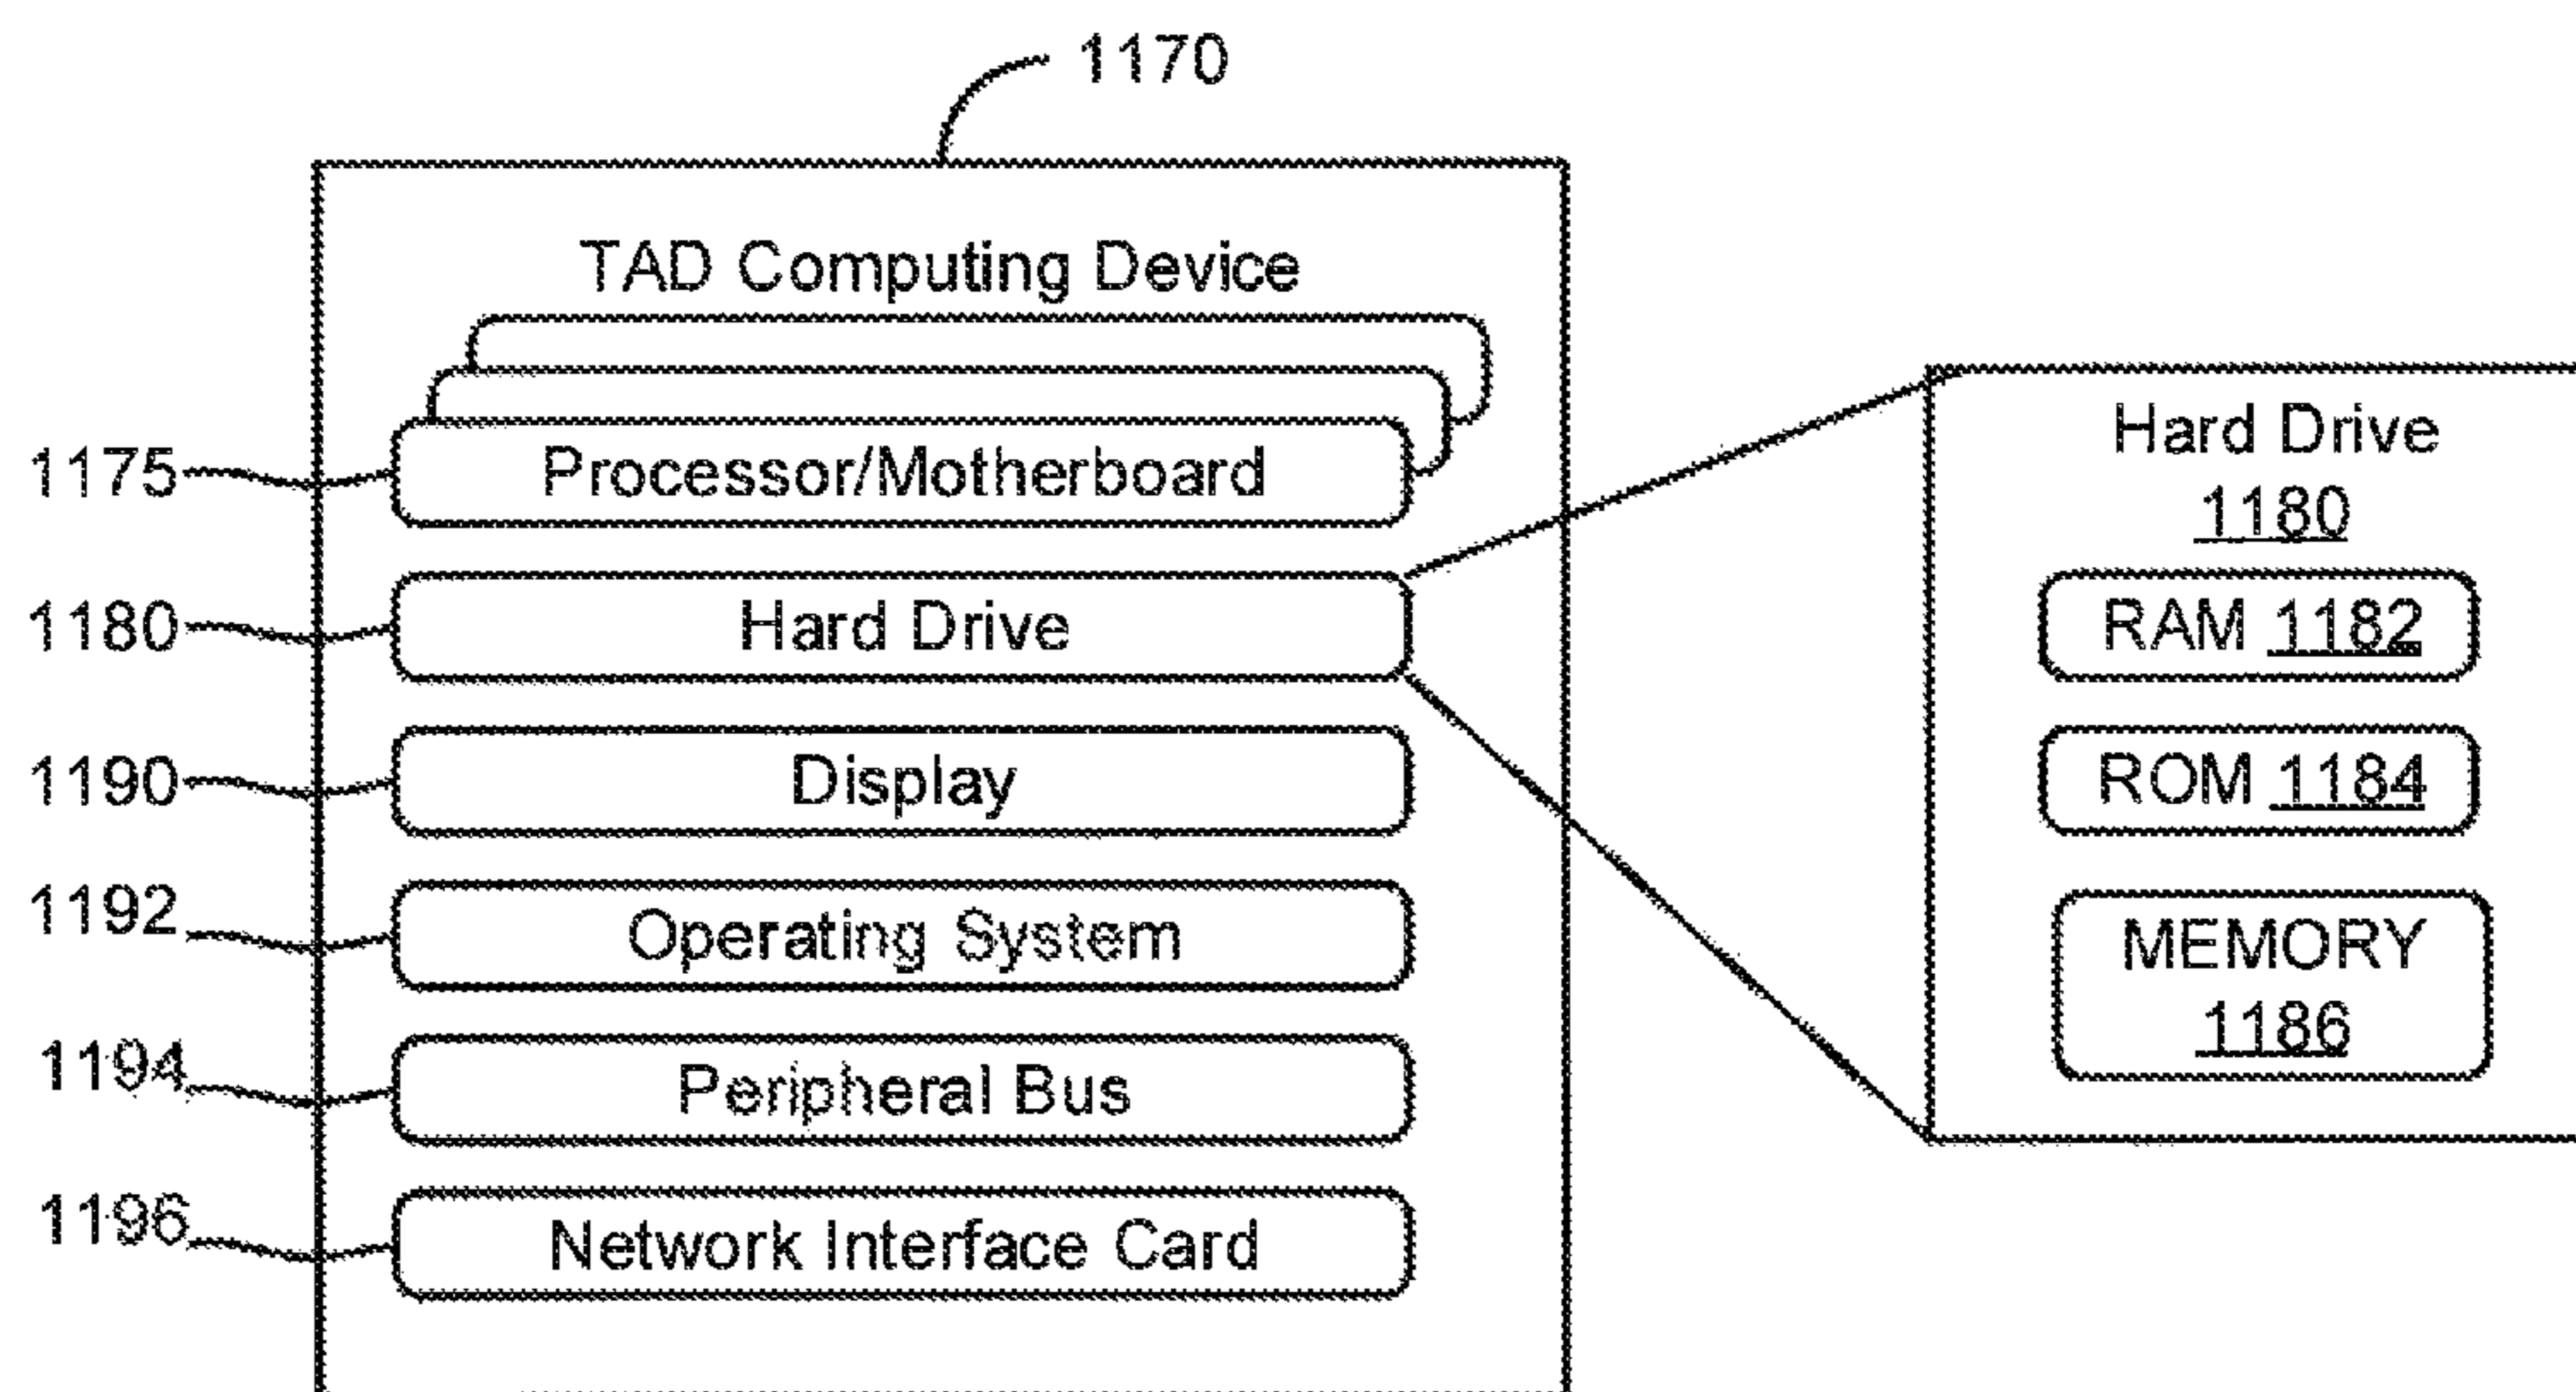 1170
TAD Computing Device
1175 Processor/Motherboard
1180 Hard Drive
1190 Display
1192 Operating System
1194 Peripheral Bus
1196 Network Interface Card
Hard Drive
1180
RAM 1182
ROM 1184
MEMORY
1186